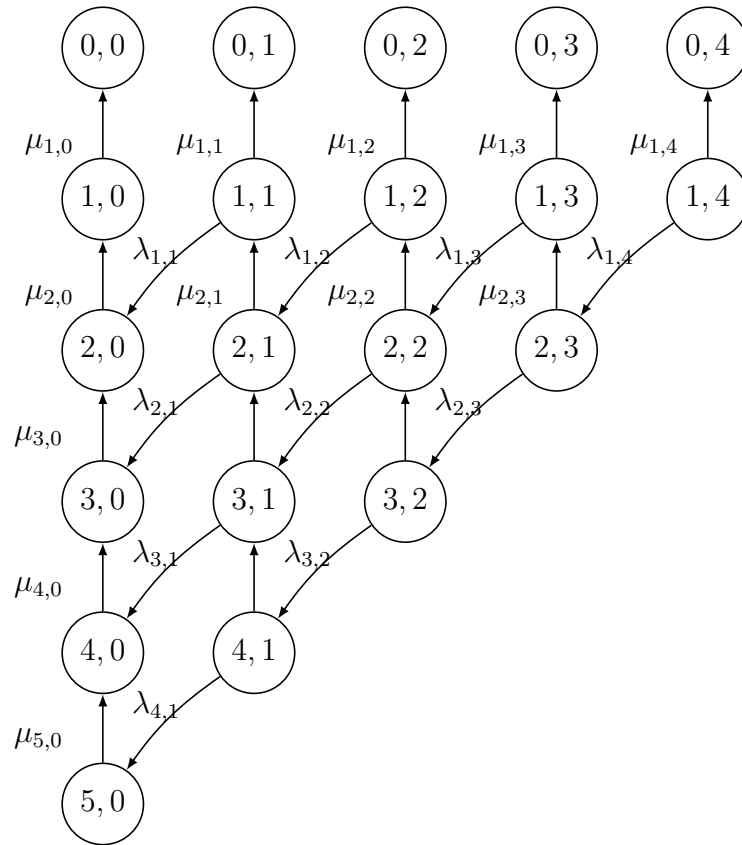 0, 0 0, 1 0, 2 0, 3 0, 4
μ1,0 μ1,1 μ1,2 μ1,3 μ1,4
1, 0 1, 1 1, 2 1, 3 1, 4
λ1,1 λ1,2 λ1,3 λ1,4
μ2,0 μ2,1 μ2,2 μ2,3
2, 0 2, 1 2, 2 2, 3
λ2,1 λ2,2 λ2,3
μ3,0
3, 0 3, 1 3, 2
λ3,1 λ3,2
μ4,0
4, 0 4, 1
λ4,1
μ5,0
5, 0